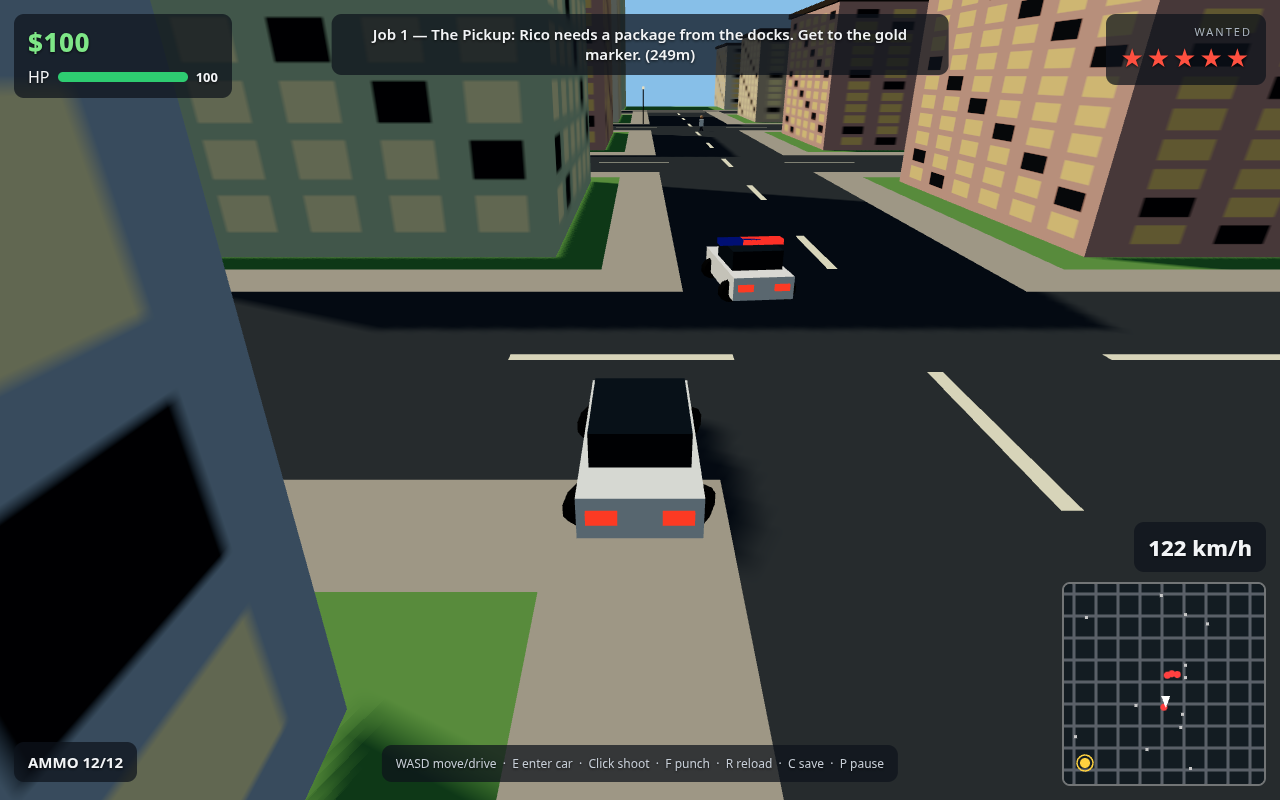 $100
HP 100
Job 1 — The Pickup: Rico needs a package from the docks. Get to the gold
marker. (249m)
WANTED
★ ★ ★ ★ ★
122 km/h
AMMO 12/12
WASD move/drive · E enter car · Click shoot · F punch · R reload · C save · P pause